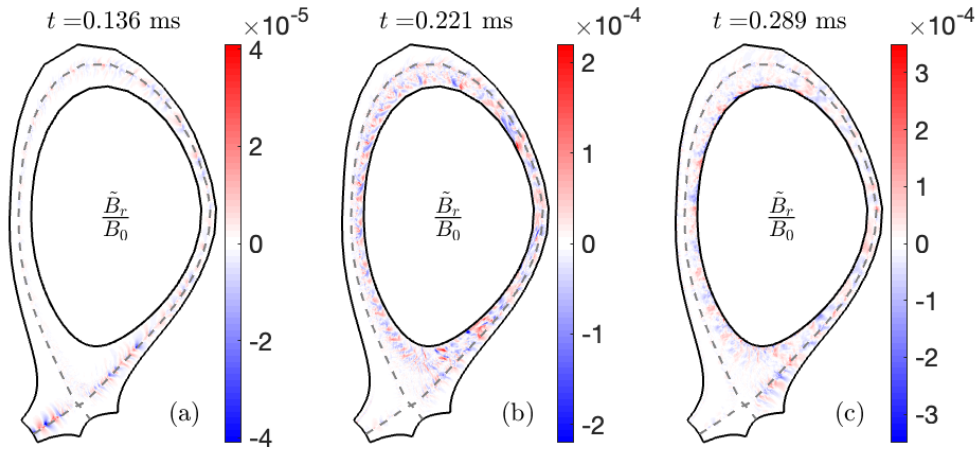 t =0.136 ms
×10⁻⁵
4
2
0
-2
-4
B̃_r
B_0
(a)
t =0.221 ms
×10⁻⁴
2
1
0
-1
-2
B̃_r
B_0
(b)
t =0.289 ms
×10⁻⁴
3
2
1
0
-1
-2
-3
B̃_r
B_0
(c)